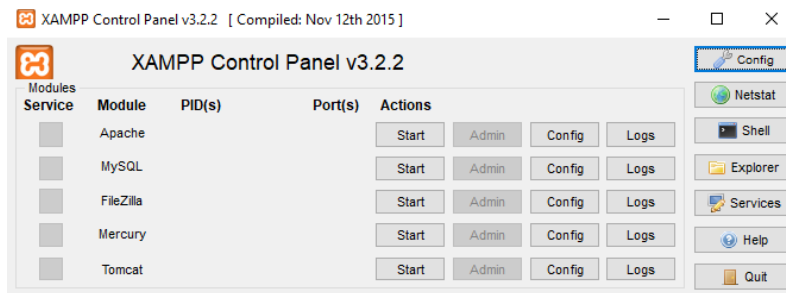 XAMPP Control Panel v3.2.2 [ Compiled: Nov 12th 2015 ]
XAMPP Control Panel v3.2.2
Config
Modules
Service Module PID(s) Port(s) Actions
Netstat
Apache Start Admin Config Logs
Shell
MySQL Start Admin Config Logs
Explorer
FileZilla Start Admin Config Logs
Services
Mercury Start Admin Config Logs
Help
Tomcat Start Admin Config Logs
Quit